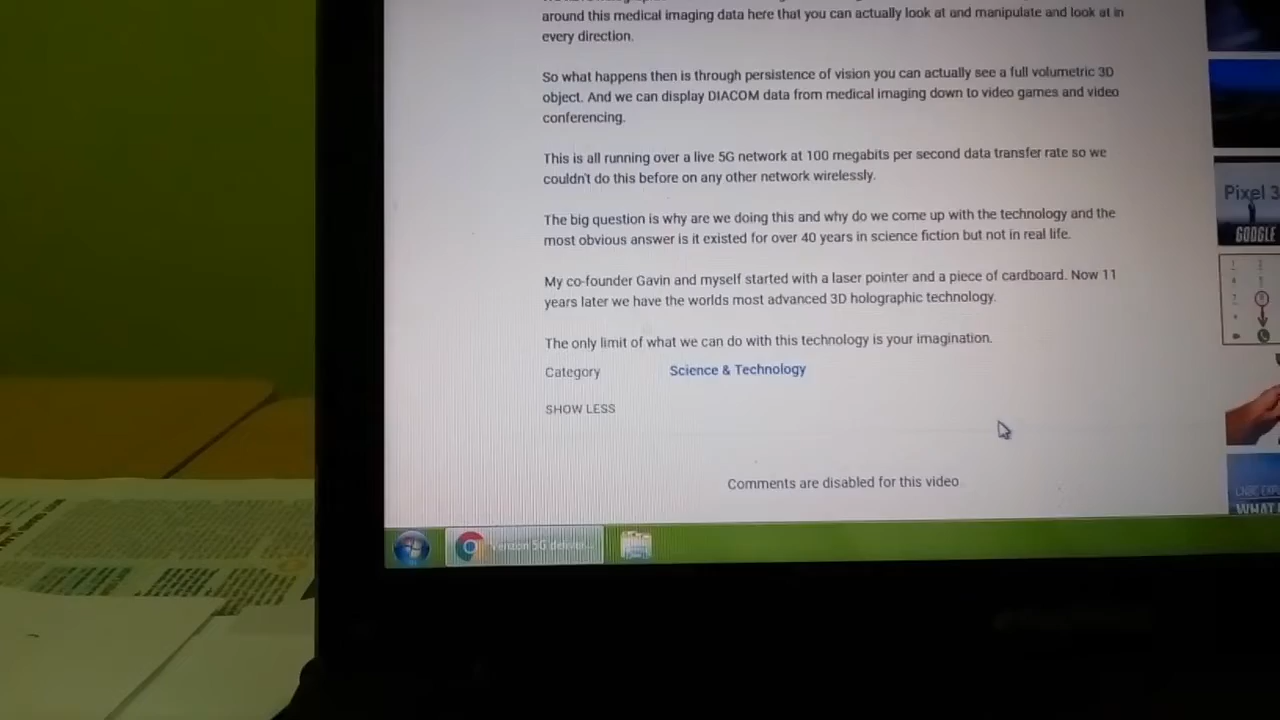 around this medical imaging data here that you can actually look at and manipulate and look at in
every direction.
So what happens then is through persistence of vision you can actually see a full volumetric 3D
object. And we can display DIACOM data from medical imaging down to video games and video
conferencing.
This is all running over a live 5G network at 100 megabits per second data transfer rate so we
couldn't do this before on any other network wirelessly.
The big question is why are we doing this and why do we come up with the technology and the
most obvious answer is it existed for over 40 years in science fiction but not in real life.
My co-founder Gavin and myself started with a laser pointer and a piece of cardboard. Now 11
years later we have the worlds most advanced 3D holographic technology.
The only limit of what we can do with this technology is your imagination.
Category Science & Technology
SHOW LESS
Comments are disabled for this video
Pixel 3
GOOGLE
WHAT
Verizon 5G deliver...